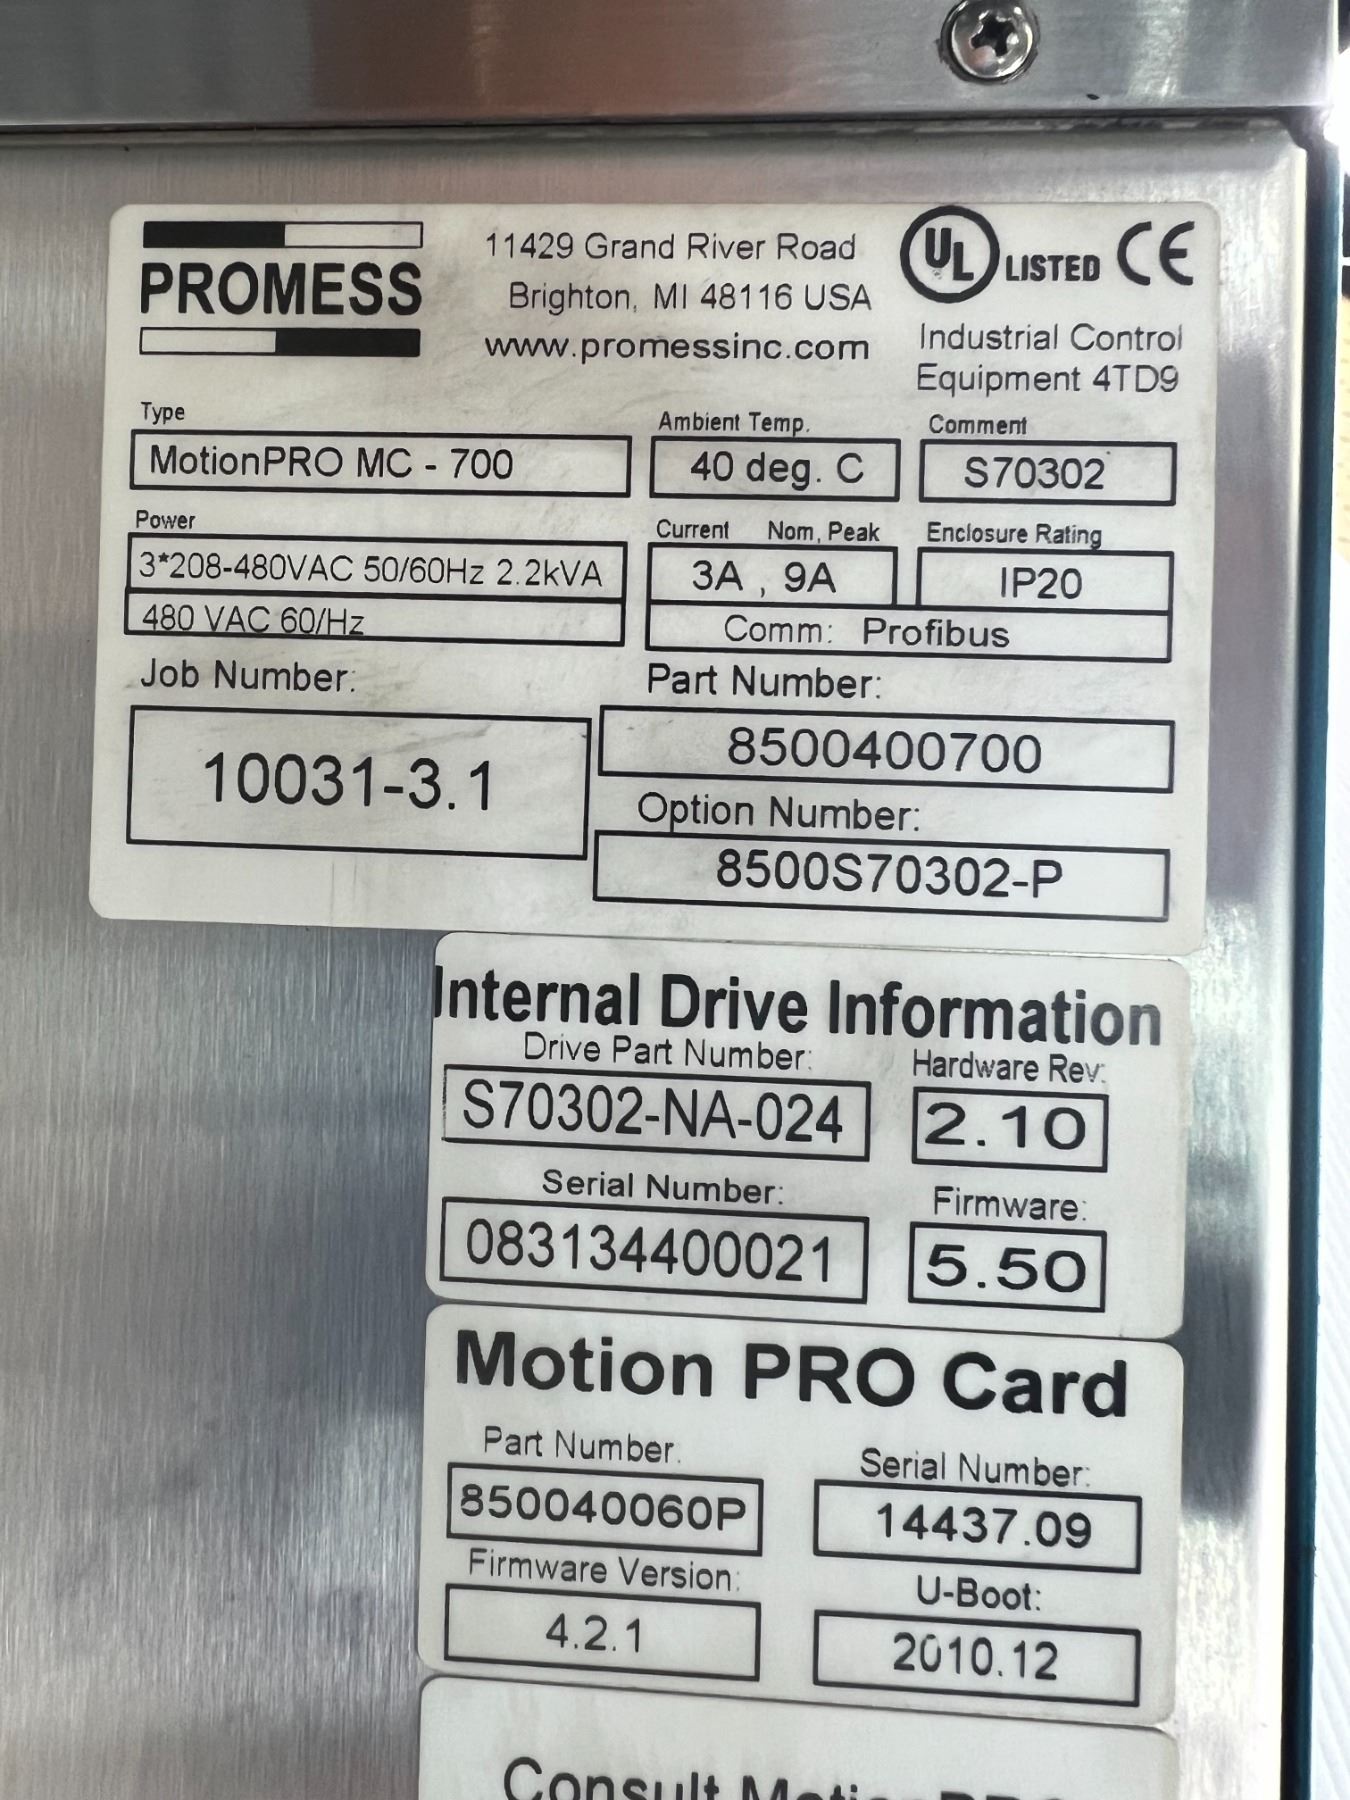 PROMESS
11429 Grand River Road
Brighton, MI 48116 USA
www.promessinc.com
UL LISTED CE
Industrial Control
Equipment 4TD9
Type
MotionPRO MC - 700
Ambient Temp.
40 deg. C
Comment
S70302
Power
3*208-480VAC 50/60Hz 2.2kVA
480 VAC 60/Hz
Current Nom, Peak
3A , 9A
Enclosure Rating
IP20
Comm: Profibus
Job Number:
10031-3.1
Part Number:
8500400700
Option Number:
8500S70302-P
Internal Drive Information
Drive Part Number:
S70302-NA-024
Hardware Rev:
2.10
Serial Number:
083134400021
Firmware:
5.50
Motion PRO Card
Part Number:
850040060P
Serial Number:
14437.09
Firmware Version:
4.2.1
U-Boot:
2010.12
Consult MotionPRO